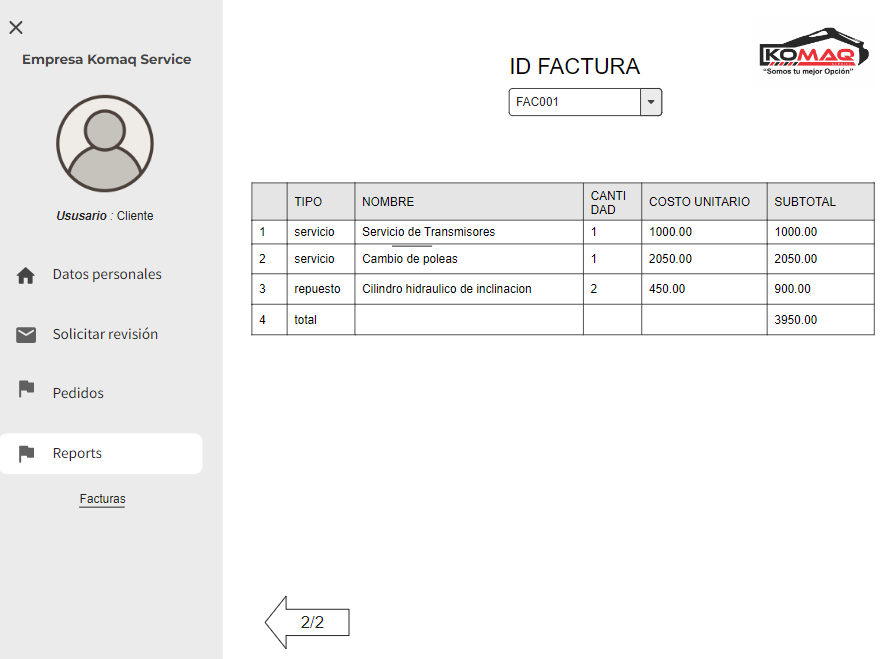 Empresa Komaq Service
Ususario : Cliente
Datos personales
Solicitar revisión
Pedidos
Reports
Facturas
ID FACTURA
FAC001
KOMAQ
SERVICE
"Somos tu mejor Opción"
TIPO NOMBRE CANTI DAD COSTO UNITARIO SUBTOTAL
1 servicio Servicio de Transmisores 1 1000.00 1000.00
2 servicio Cambio de poleas 1 2050.00 2050.00
3 repuesto Cilindro hidraulico de inclinacion 2 450.00 900.00
4 total 3950.00
2/2